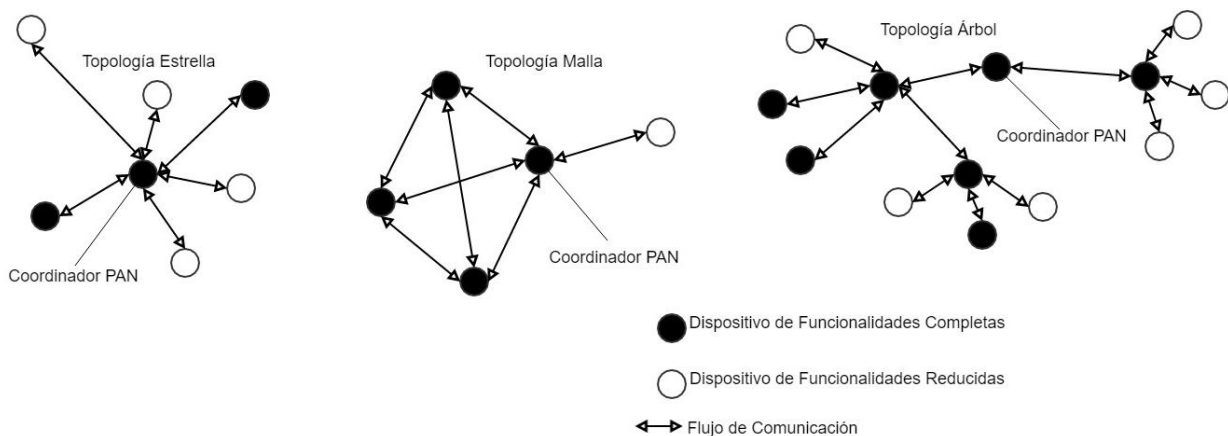 Topología Estrella
Coordinador PAN
Topología Malla
Coordinador PAN
Topología Árbol
Coordinador PAN
Dispositivo de Funcionalidades Completas
Dispositivo de Funcionalidades Reducidas
Flujo de Comunicación